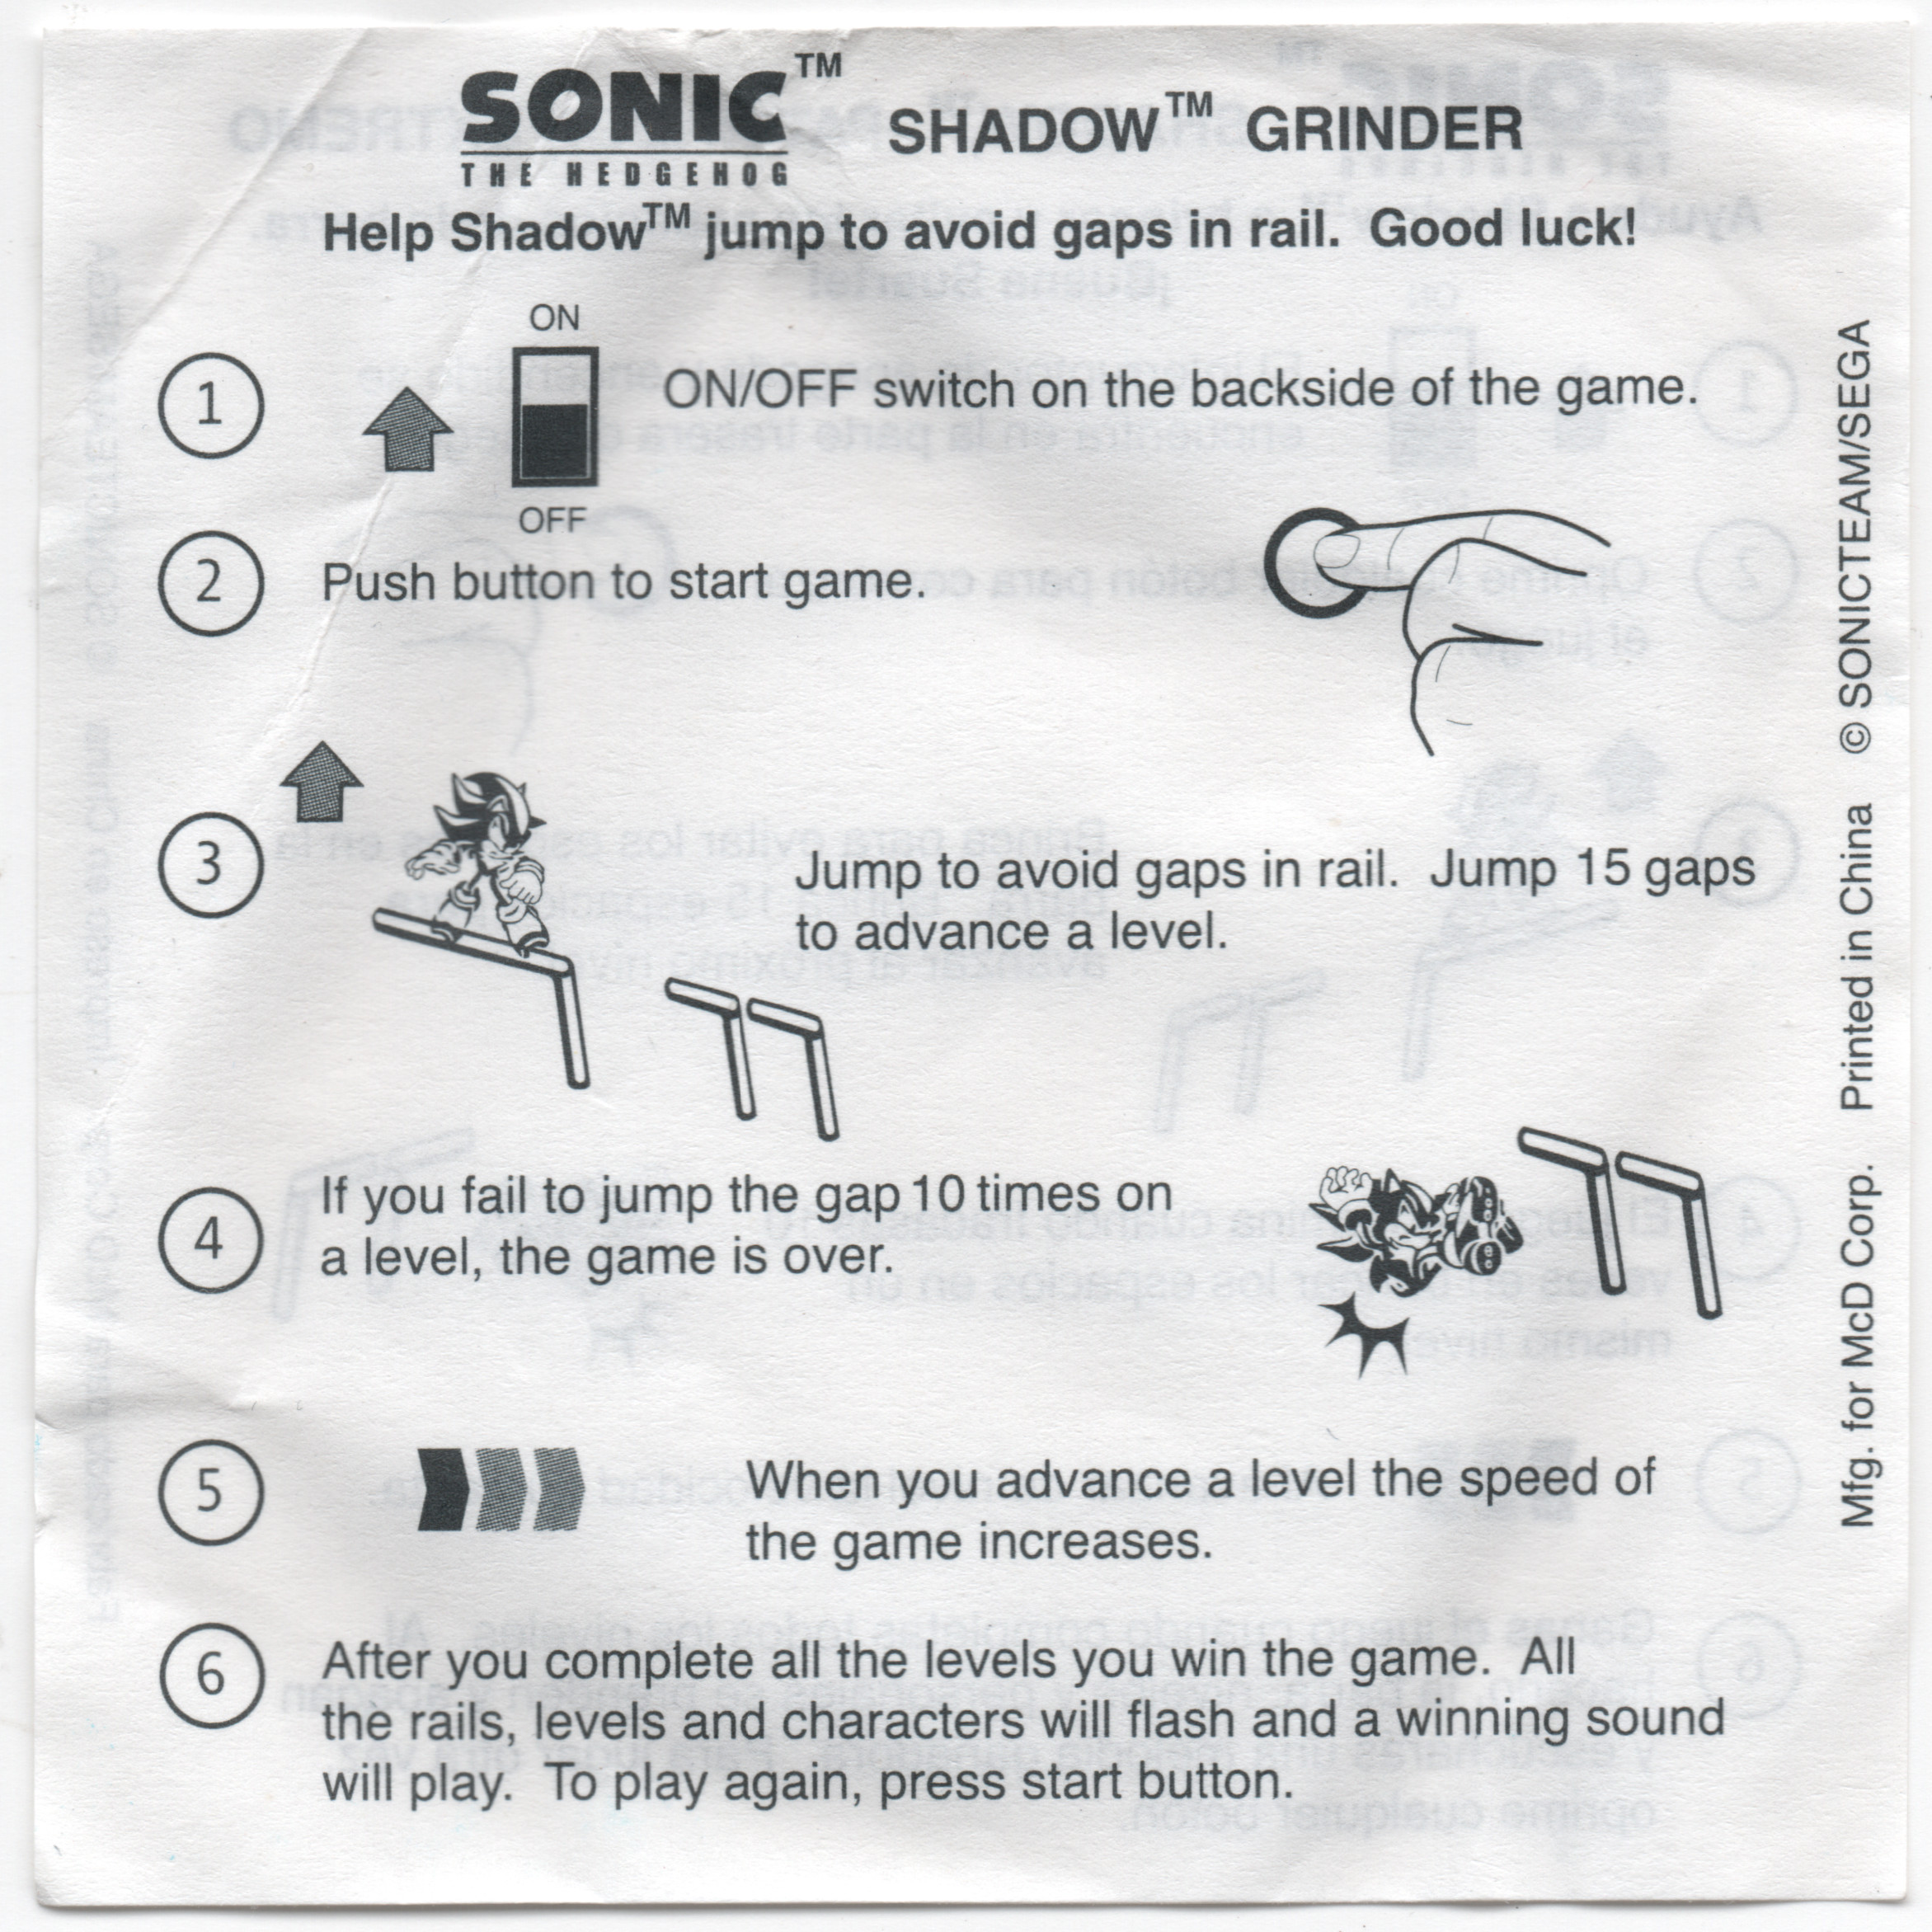 SONIC™ SHADOW™ GRINDER
THE HEDGEHOG
Help Shadow™ jump to avoid gaps in rail. Good luck!
ON
1
ON/OFF switch on the backside of the game.
OFF
2
Push button to start game.
3
Jump to avoid gaps in rail. Jump 15 gaps
to advance a level.
4
If you fail to jump the gap 10 times on
a level, the game is over.
5
When you advance a level the speed of
the game increases.
6
After you complete all the levels you win the game. All
the rails, levels and characters will flash and a winning sound
will play. To play again, press start button.
Mfg. for McD Corp. Printed in China © SONICTEAM/SEGA